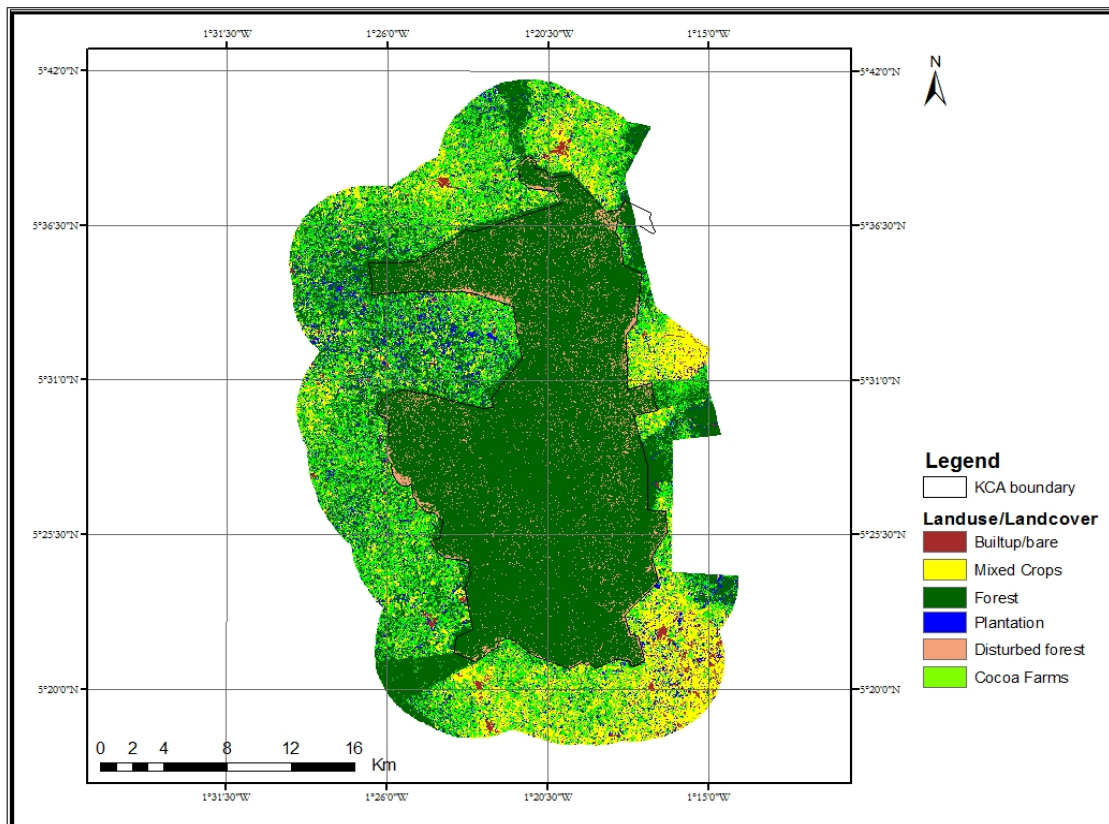 1°31'30"W 1°26'0"W 1°20'30"W 1°15'0"W
N
5°42'0"N 5°42'0"N
5°36'30"N 5°36'30"N
5°31'0"N 5°31'0"N
Legend
KCA boundary
Landuse/Landcover
5°25'30"N 5°25'30"N
Builtup/bare
Mixed Crops
Forest
Plantation
Disturbed forest
Cocoa Farms
5°20'0"N 5°20'0"N
0 2 4 8 12 16
Km
1°31'30"W 1°26'0"W 1°20'30"W 1°15'0"W